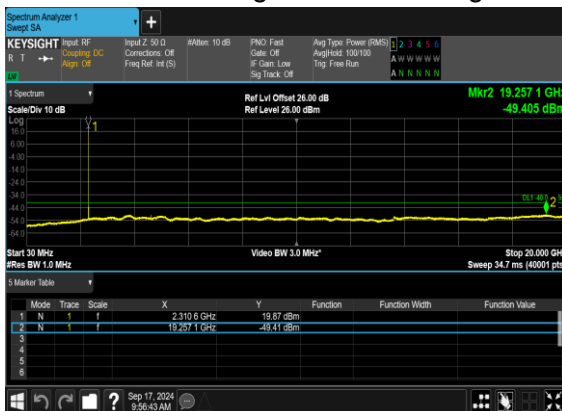 Spectrum Analyzer 1
Swept SA
+
KEYSIGHT Input: RF Input Z: 50 Ω #Atten: 10 dB PNO: Fast Avg Type: Power (RMS) 1 2 3 4 5 6
R T Coupling: DC Corrections: Off Gate: Off Avg|Hold: 100/100 A W W W W W
Align: Off Freq Ref: Int (S) IF Gain: Low Trig: Free Run
Sig Track: Off A N N N N N
1 Spectrum
Ref Lvl Offset 26.00 dB Mkr2 19.257 1 GHz
Scale/Div 10 dB Ref Level 26.00 dBm -49.405 dBm
Log
16.0
6.00
-4.00
-14.0
-24.0
-34.0
-44.0
-54.0
-64.0
1
2
Start 30 MHz Video BW 3.0 MHz* Stop 20.000 GH
#Res BW 1.0 MHz Sweep 34.7 ms (40001 pts
5 Marker Table
Mode Trace Scale X Y Function Function Width Function Value
1 N 1 f 2.310 6 GHz 19.87 dBm
2 N 1 f 19.257 1 GHz -49.41 dBm
3
4
5
6
? Sep 17, 2024
9:56:43 AM